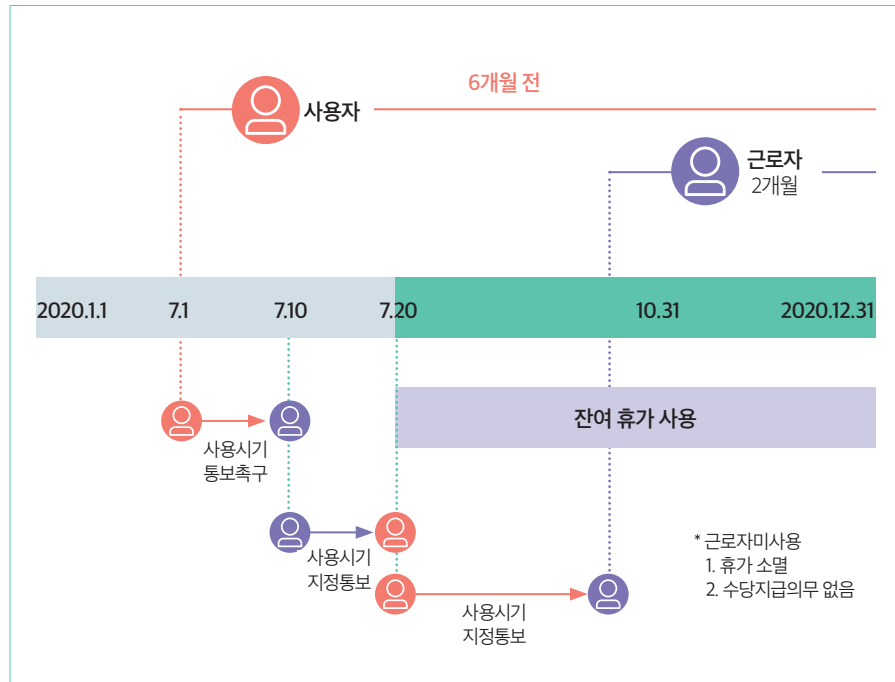 6개월 전
사용자
근로자
2개월
2020.1.1 7.1 7.10 7.20 10.31 2020.12.31
잔여 휴가 사용
사용시기
통보촉구
사용시기
지정통보
* 근로자미사용
1. 휴가 소멸
2. 수당지급의무 없음
사용시기
지정통보